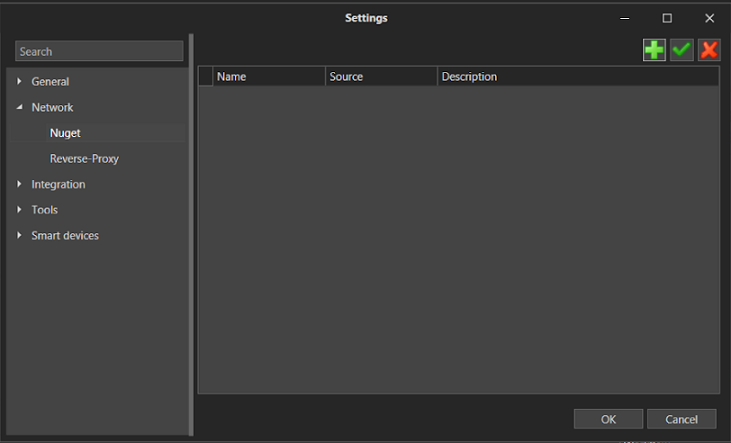 Settings
Search
General
Network
Nuget
Reverse-Proxy
Integration
Tools
Smart devices
Name Source Description
OK Cancel